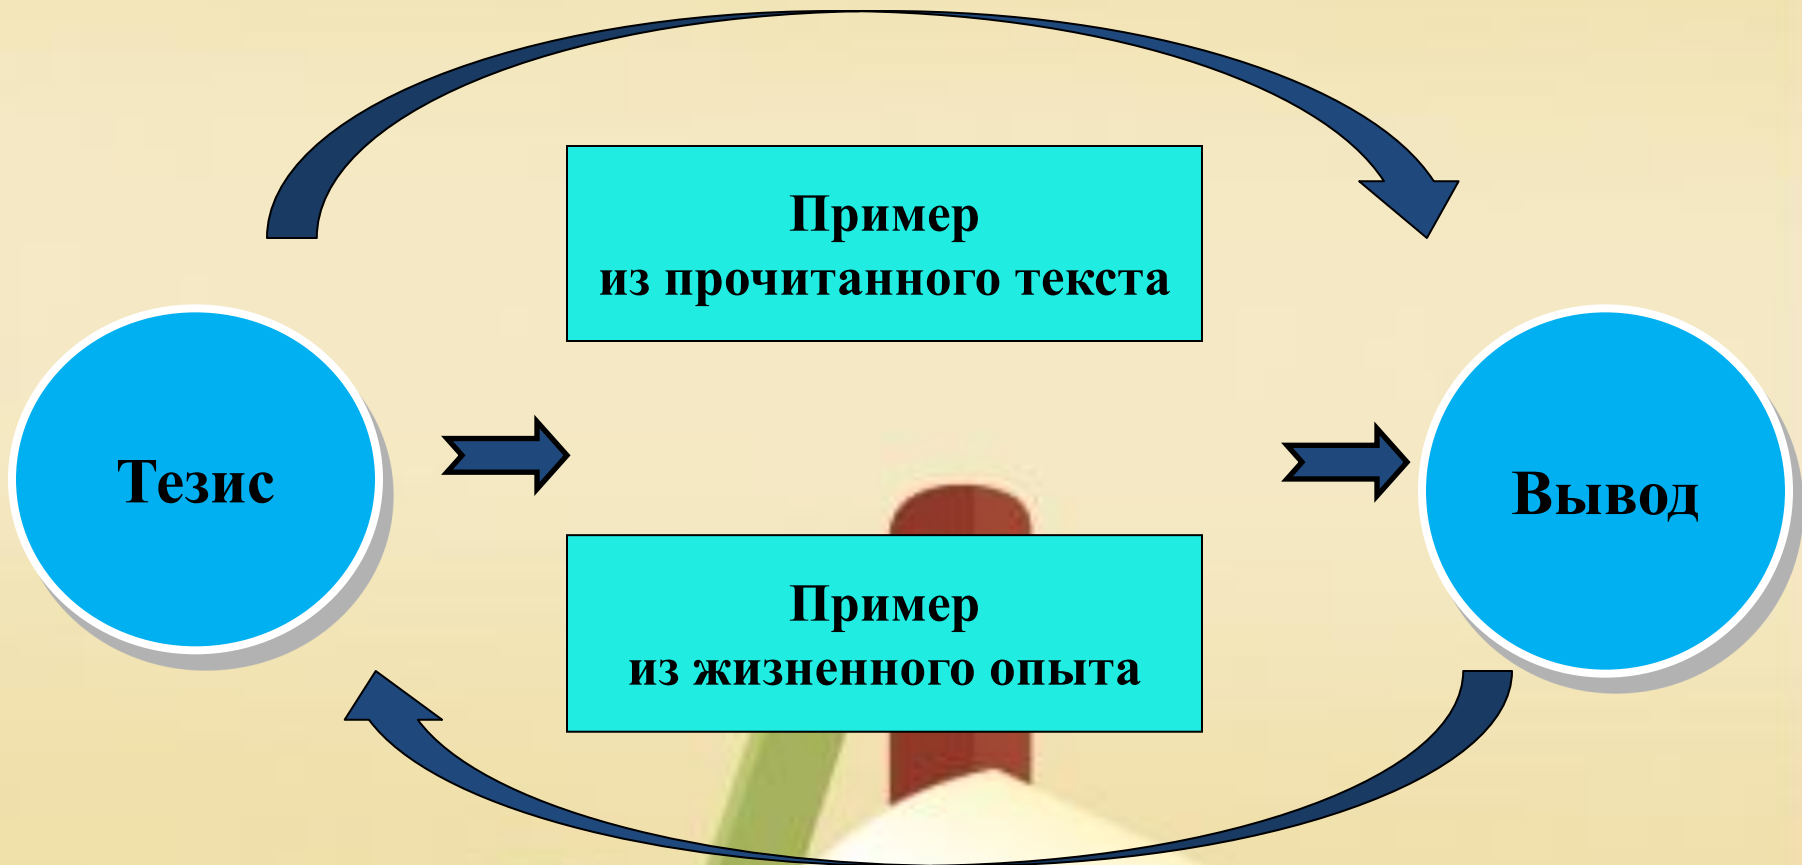 Пример
из прочитанного текста
Тезис
Вывод
Пример
из жизненного опыта